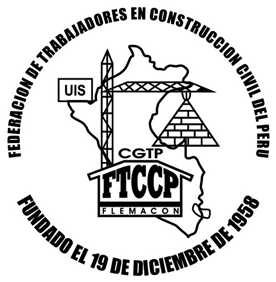 FEDERACION DE TRABAJADORES EN CONSTRUCCION CIVIL DEL PERU
UIS
CGTP
FTCCP
FLEMACON
FUNDADO EL 19 DE DICIEMBRE DE 1958